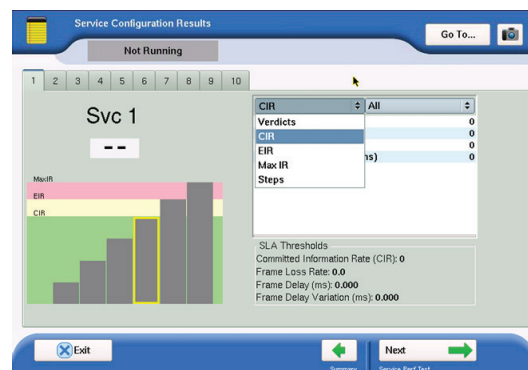 Service Configuration Results
Not Running
Go To...
1 2 3 4 5 6 7 8 9 10
Svc 1
--
CIR All
Verdicts 0
CIR 0
EIR 0
Max IR ns) 0
Steps
MaxIR
EIR
CIR
SLA Thresholds
Committed Information Rate (CIR): 0
Frame Loss Rate: 0.0
Frame Delay (ms): 0.000
Frame Delay Variation (ms): 0.000
Exit
Next
Summary
Service Perf Test